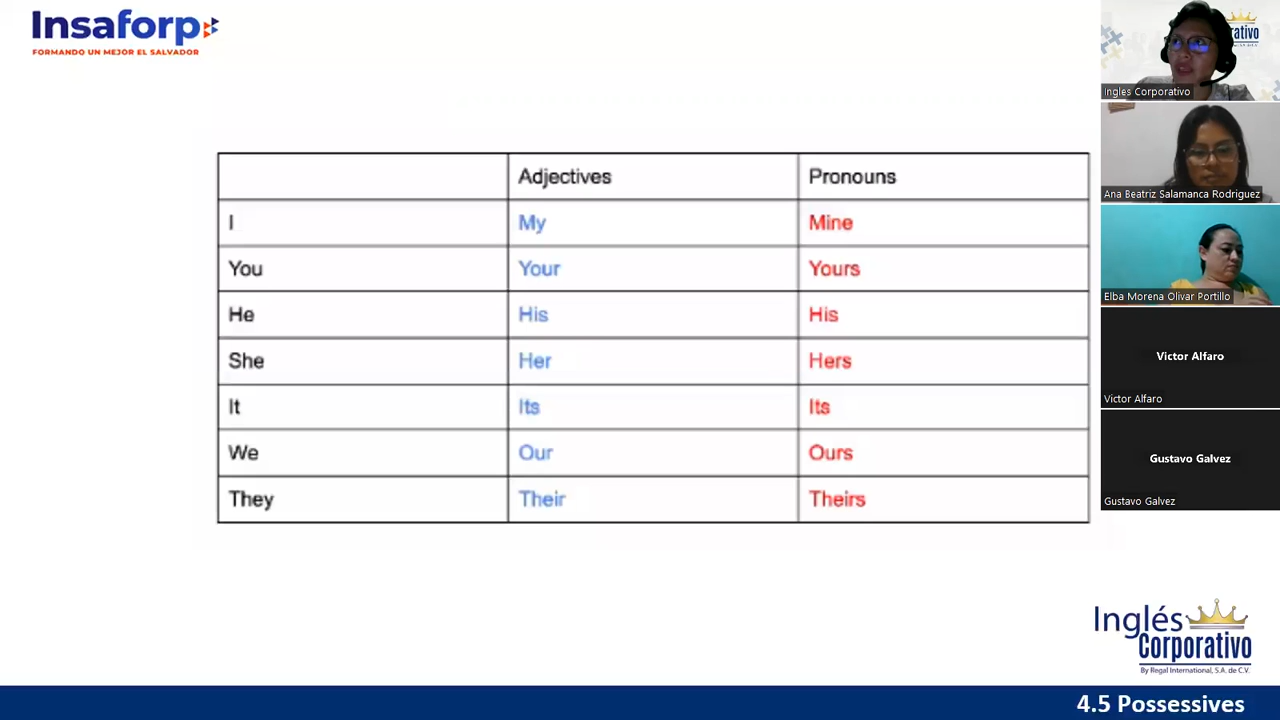 Insaforp
FORMANDO UN MEJOR EL SALVADOR
Adjectives Pronouns
I My Mine
You Your Yours
He His His
She Her Hers
It Its Its
We Our Ours
They Their Theirs
rativo
Ingles Corporativo
Ana Beatriz Salamanca Rodriguez
Elba Morena Olivar Portillo
Victor Alfaro
Victor Alfaro
Gustavo Galvez
Gustavo Galvez
Inglés
Corporativo
By Regal International, S.A. de C.V.
4.5 Possessives